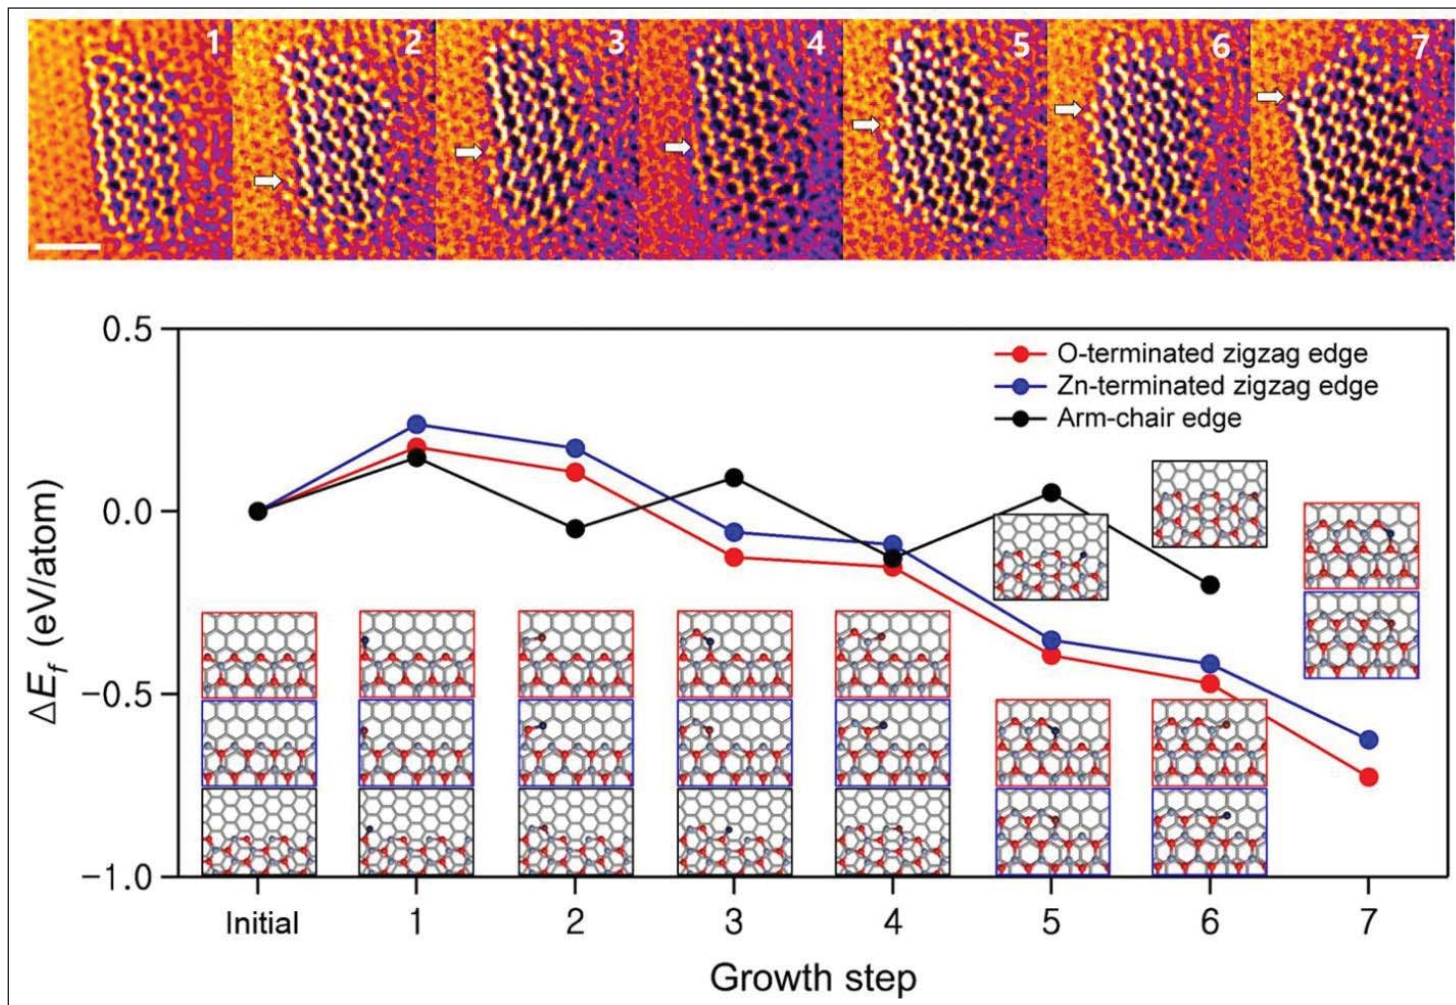 1 2 3 4 5 6 7
0.5
0.0
−0.5
−1.0
ΔE_f (eV/atom)
O-terminated zigzag edge
Zn-terminated zigzag edge
Arm-chair edge
Initial 1 2 3 4 5 6 7
Growth step